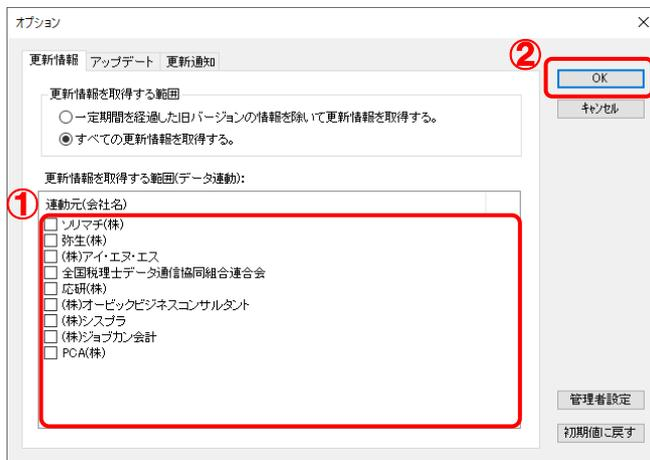 オプション
更新情報 アップデート 更新通知
②
OK
キャンセル
更新情報を取得する範囲
一定期間を経過した旧バージョンの情報を除いて更新情報を取得する。
すべての更新情報を取得する。
更新情報を取得する範囲(データ連動):
①
連動元(会社名)
ソリマチ(株)
弥生(株)
(株)アイ・エヌ・エス
全国税理士データ通信協同組合連合会
応研(株)
(株)オービックビジネスコンサルタント
(株)シスプラ
(株)ジョブカン会計
PCA(株)
管理者設定
初期値に戻す